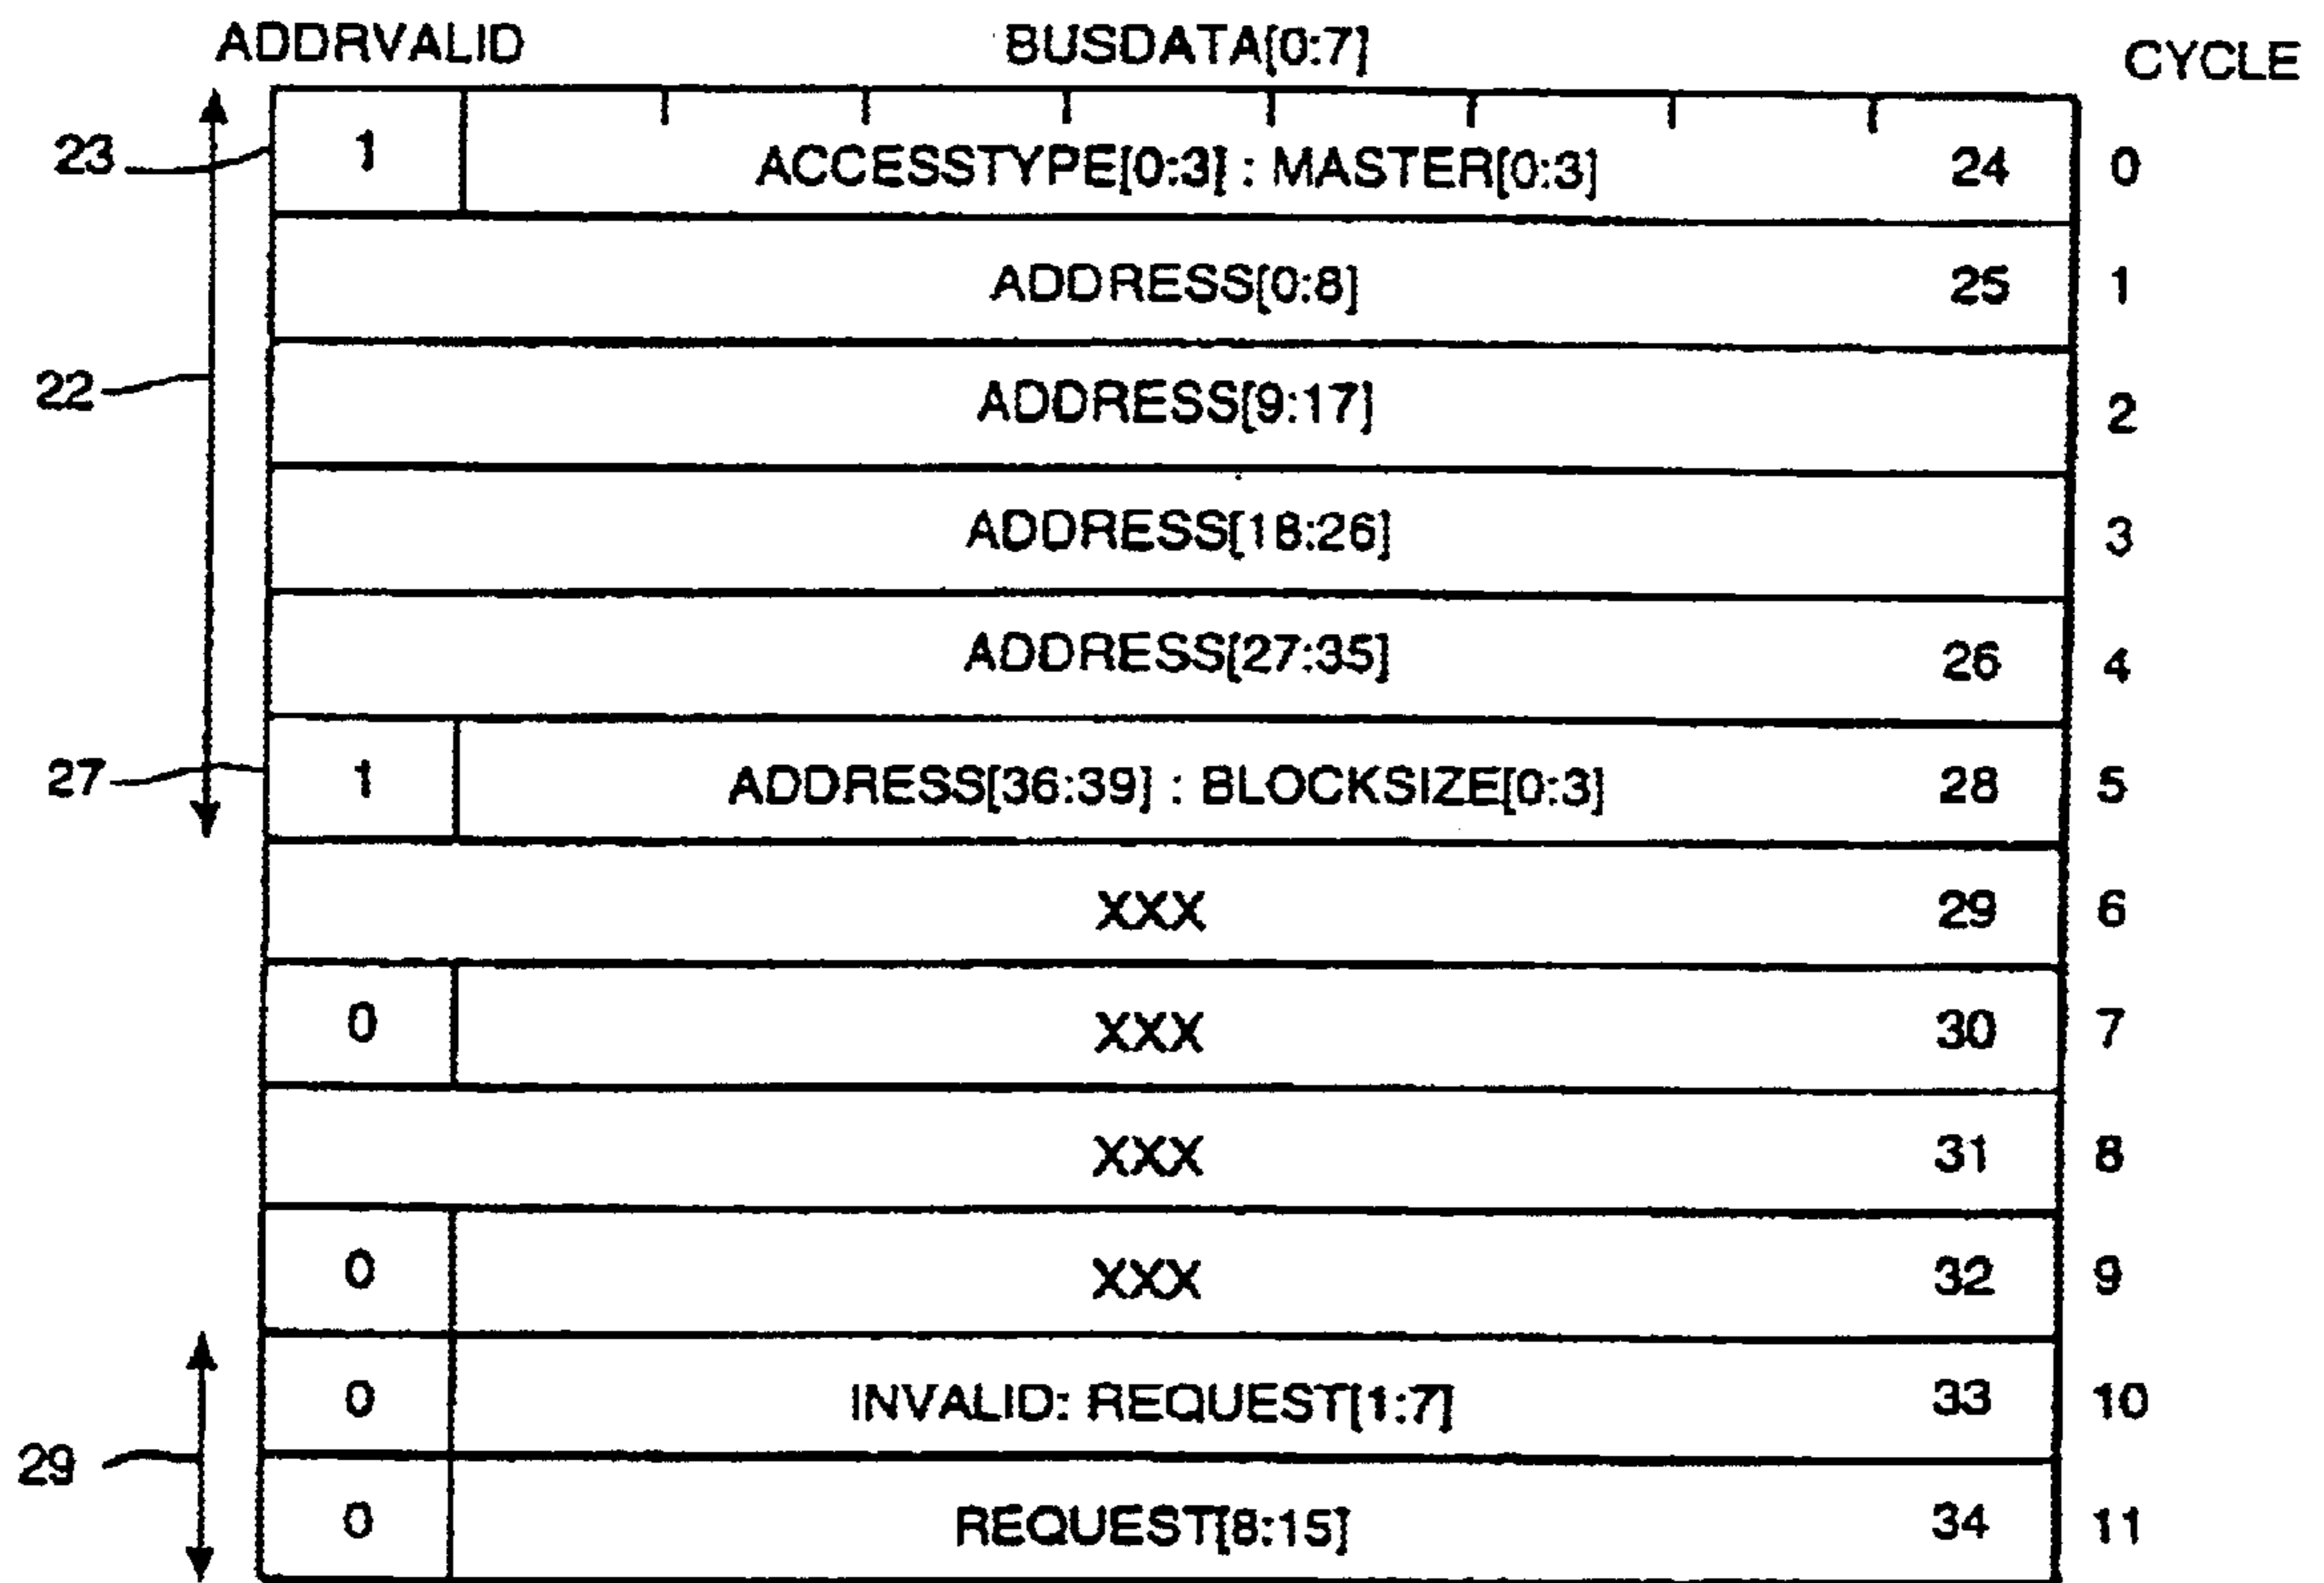 ADDRVALID BUSDATA[0:7] CYCLE
23 1 ACCESSTYPE[0:3] : MASTER[0:3] 24 0
ADDRESS[0:8] 25 1
22 ADDRESS[9:17] 2
ADDRESS[18:26] 3
ADDRESS[27:35] 26 4
27 1 ADDRESS[36:39] : BLOCKSIZE[0:3] 28 5
XXX 29 6
0 XXX 30 7
XXX 31 8
0 XXX 32 9
0 INVALID: REQUEST[1:7] 33 10
29
0 REQUEST[8:15] 34 11